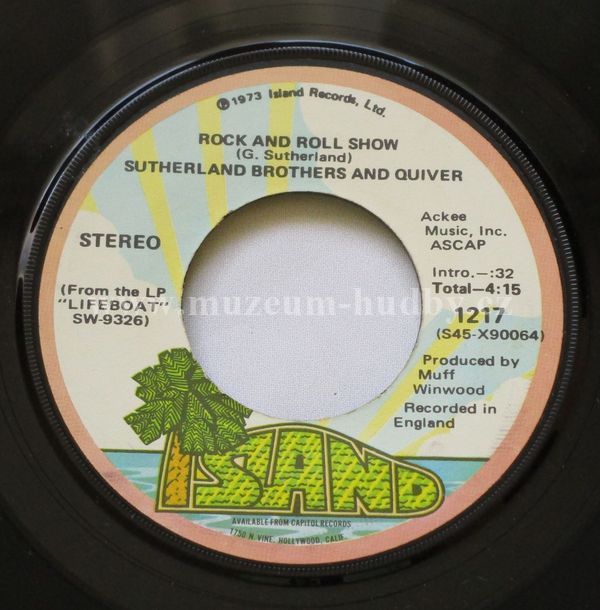 ℗1973 Island Records, Ltd.
ROCK AND ROLL SHOW
(G. Sutherland)
SUTHERLAND BROTHERS AND QUIVER
STEREO
(From the LP
"LIFEBOAT"
SW-9326)
Ackee
Music, Inc.
ASCAP
Intro.—:32
Total—4:15
www.muzeum-hudby.cz
1217
(S45-X90064)
Produced by
Muff
Winwood
Recorded in
England
ISLAND
AVAILABLE FROM CAPITOL RECORDS
1750 N. VINE, HOLLYWOOD, CALIF.